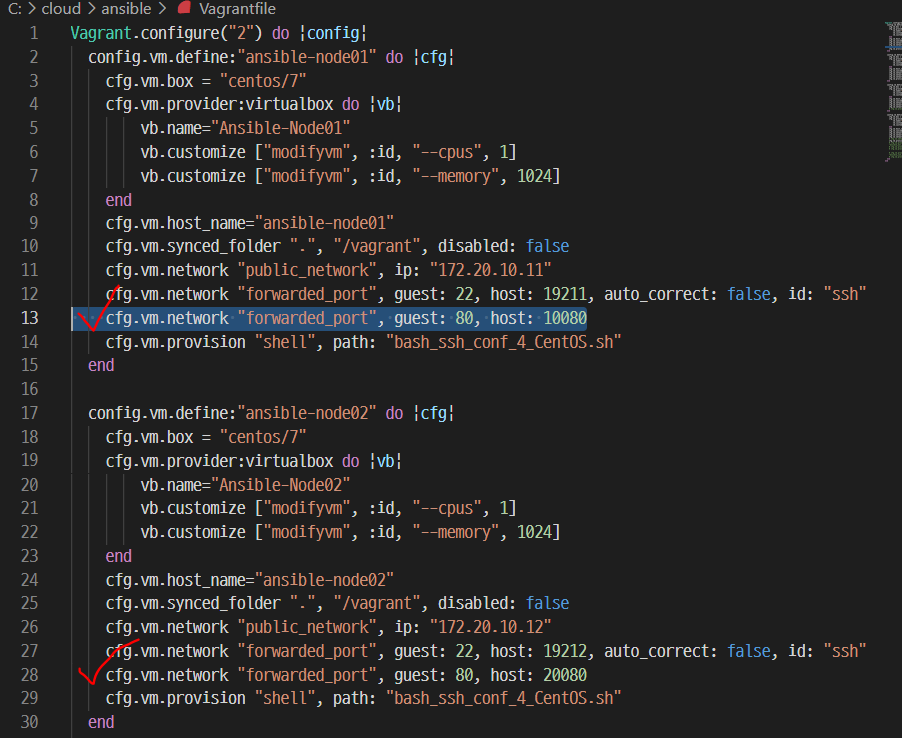 C: > cloud > ansible > Vagrantfile
1 Vagrant.configure("2") do |config|
2 config.vm.define:"ansible-node01" do |cfg|
3 cfg.vm.box = "centos/7"
4 cfg.vm.provider:virtualbox do |vb|
5 vb.name="Ansible-Node01"
6 vb.customize ["modifyvm", :id, "--cpus", 1]
7 vb.customize ["modifyvm", :id, "--memory", 1024]
8 end
9 cfg.vm.host_name="ansible-node01"
10 cfg.vm.synced_folder ".", "/vagrant", disabled: false
11 cfg.vm.network "public_network", ip: "172.20.10.11"
12 cfg.vm.network "forwarded_port", guest: 22, host: 19211, auto_correct: false, id: "ssh"
13 cfg.vm.network "forwarded_port", guest: 80, host: 10080
14 cfg.vm.provision "shell", path: "bash_ssh_conf_4_CentOS.sh"
15 end
16
17 config.vm.define:"ansible-node02" do |cfg|
18 cfg.vm.box = "centos/7"
19 cfg.vm.provider:virtualbox do |vb|
20 vb.name="Ansible-Node02"
21 vb.customize ["modifyvm", :id, "--cpus", 1]
22 vb.customize ["modifyvm", :id, "--memory", 1024]
23 end
24 cfg.vm.host_name="ansible-node02"
25 cfg.vm.synced_folder ".", "/vagrant", disabled: false
26 cfg.vm.network "public_network", ip: "172.20.10.12"
27 cfg.vm.network "forwarded_port", guest: 22, host: 19212, auto_correct: false, id: "ssh"
28 cfg.vm.network "forwarded_port", guest: 80, host: 20080
29 cfg.vm.provision "shell", path: "bash_ssh_conf_4_CentOS.sh"
30 end